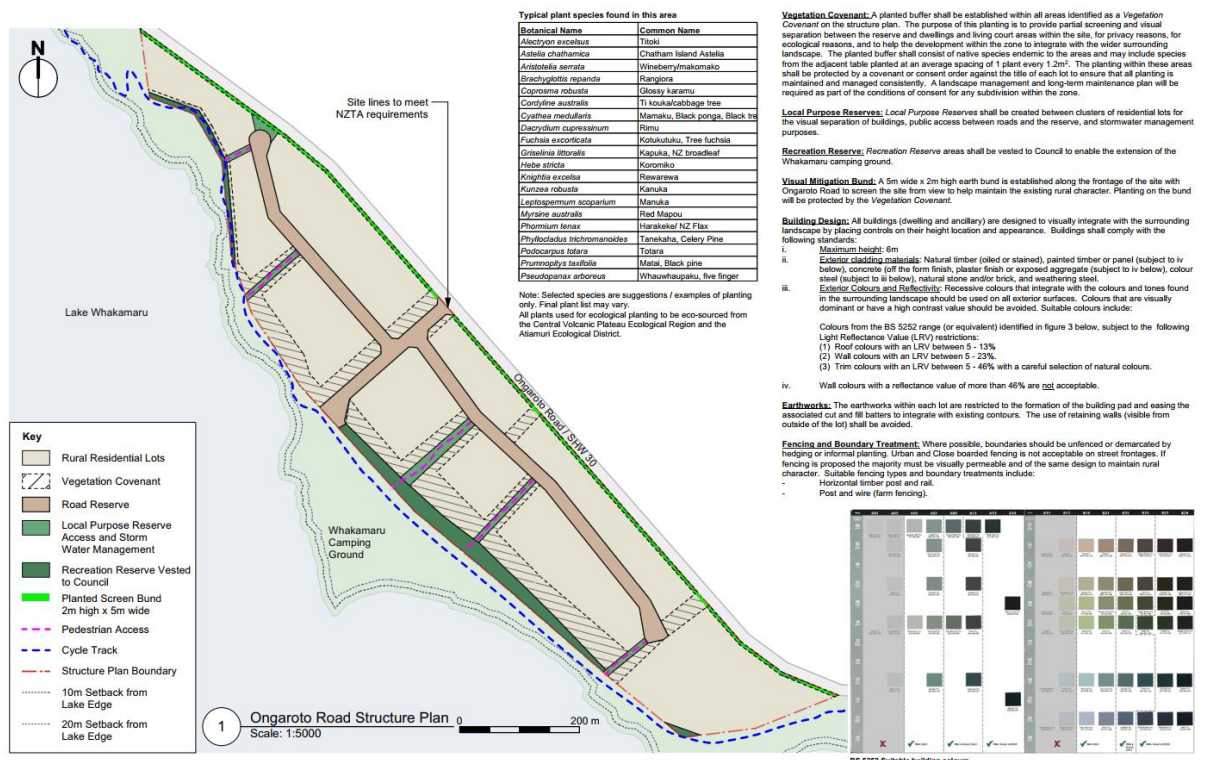 N
Site lines to meet
NZTA requirements
Lake Whakamaru
Ongaroto Road / SHW 30
Whakamaru
Camping
Ground
Key
Rural Residential Lots
Vegetation Covenant
Road Reserve
Local Purpose Reserve
Access and Storm
Water Management
Recreation Reserve Vested
to Council
Planted Screen Bund
2m high x 5m wide
Pedestrian Access
Cycle Track
Structure Plan Boundary
10m Setback from
Lake Edge
20m Setback from
Lake Edge
1
Ongaroto Road Structure Plan
Scale: 1:5000
0 200 m
Typical plant species found in this area
Botanical Name Common Name
Alectryon excelsus Titoki
Astelia chathamica Chatham Island Astelia
Aristotelia serrata Wineberry/makomako
Brachyglottis repanda Rangiora
Coprosma robusta Glossy karamu
Cordyline australis Ti kouka/cabbage tree
Cyathea medullaris Mamaku, Black ponga, Black tre
Dacrydium cupressinum Rimu
Fuchsia excorticata Kotukutuku, Tree fuchsia
Griselinia littoralis Kapuka, NZ broadleaf
Hebe stricta Koromiko
Knightia excelsa Rewarewa
Kunzea robusta Kanuka
Leptospermum scoparium Manuka
Myrsine australis Red Mapou
Phormium tenax Harakeke/ NZ Flax
Phyllocladus trichromanoides Tanekaha, Celery Pine
Podocarpus totara Totara
Prumnopitys taxifolia Matai, Black pine
Pseudopanax arboreus Whauwhaupaku, five finger
Note: Selected species are suggestions / examples of planting
only. Final plant list may vary.
All plants used for ecological planting to be eco-sourced from
the Central Volcanic Plateau Ecological Region and the
Atiamuri Ecological District.
Vegetation Covenant: A planted buffer shall be established within all areas identified as a Vegetation
Covenant on the structure plan. The purpose of this planting is to provide partial screening and visual
separation between the reserve and dwellings and living court areas within the site, for privacy reasons, for
ecological reasons, and to help the development within the zone to integrate with the wider surrounding
landscape. The planted buffer shall consist of native species endemic to the areas and may include species
from the adjacent table planted at an average spacing of 1 plant every 1.2m². The planting within these areas
shall be protected by a covenant or consent order against the title of each lot to ensure that all planting is
maintained and managed consistently. A landscape management and long-term maintenance plan will be
required as part of the conditions of consent for any subdivision within the zone.
Local Purpose Reserves: Local Purpose Reserves shall be created between clusters of residential lots for
the visual separation of buildings, public access between roads and the reserve, and stormwater management
purposes.
Recreation Reserve: Recreation Reserve areas shall be vested to Council to enable the extension of the
Whakamaru camping ground.
Visual Mitigation Bund: A 5m wide x 2m high earth bund is established along the frontage of the site with
Ongaroto Road to screen the site from view to help maintain the existing rural character. Planting on the bund
will be protected by the Vegetation Covenant.
Building Design: All buildings (dwelling and ancillary) are designed to visually integrate with the surrounding
landscape by placing controls on their height location and appearance. Buildings shall comply with the
following standards:
i. Maximum height: 6m
ii. Exterior cladding materials: Natural timber (oiled or stained), painted timber or panel (subject to iv
below), concrete (off the form finish, plaster finish or exposed aggregate (subject to iv below), colour
steel (subject to iii below), natural stone and/or brick, and weathering steel.
iii. Exterior Colours and Reflectivity: Recessive colours that integrate with the colours and tones found
in the surrounding landscape should be used on all exterior surfaces. Colours that are visually
dominant or have a high contrast value should be avoided. Suitable colours include:
Colours from the BS 5252 range (or equivalent) identified in figure 3 below, subject to the following
Light Reflectance Value (LRV) restrictions:
(1) Roof colours with an LRV between 5 - 13%
(2) Wall colours with an LRV between 5 - 23%.
(3) Trim colours with an LRV between 5 - 46% with a careful selection of natural colours.
iv. Wall colours with a reflectance value of more than 46% are not acceptable.
Earthworks: The earthworks within each lot are restricted to the formation of the building pad and easing the
associated cut and fill batters to integrate with existing contours. The use of retaining walls (visible from
outside of the lot) shall be avoided.
Fencing and Boundary Treatment: Where possible, boundaries should be unfenced or demarcated by
hedging or informal planting. Urban and Close boarded fencing is not acceptable on street frontages. If
fencing is proposed the majority must be visually permeable and of the same design to maintain rural
character. Suitable fencing types and boundary treatments include:
- Horizontal timber post and rail.
- Post and wire (farm fencing).
BS 5252 Suitable building colours